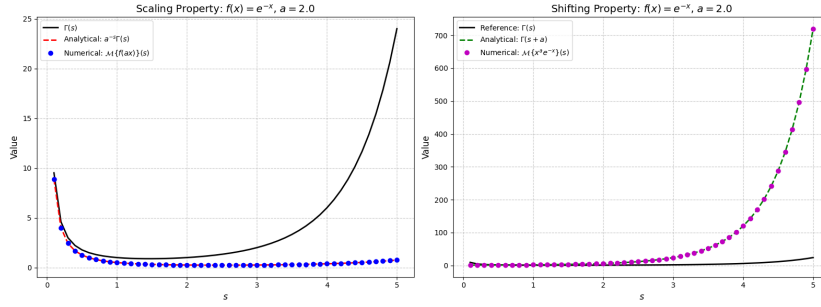 Scaling Property: f(x) = e^{-x}, a = 2.0
Γ(s)
Analytical: a^{-s}Γ(s)
Numerical: ℳ{f(ax)}(s)
Value
25
20
15
10
5
0
0 1 2 3 4 5
s
Shifting Property: f(x) = e^{-x}, a = 2.0
Reference: Γ(s)
Analytical: Γ(s + a)
Numerical: ℳ{x^a e^{-x}}(s)
Value
700
600
500
400
300
200
100
0
0 1 2 3 4 5
s